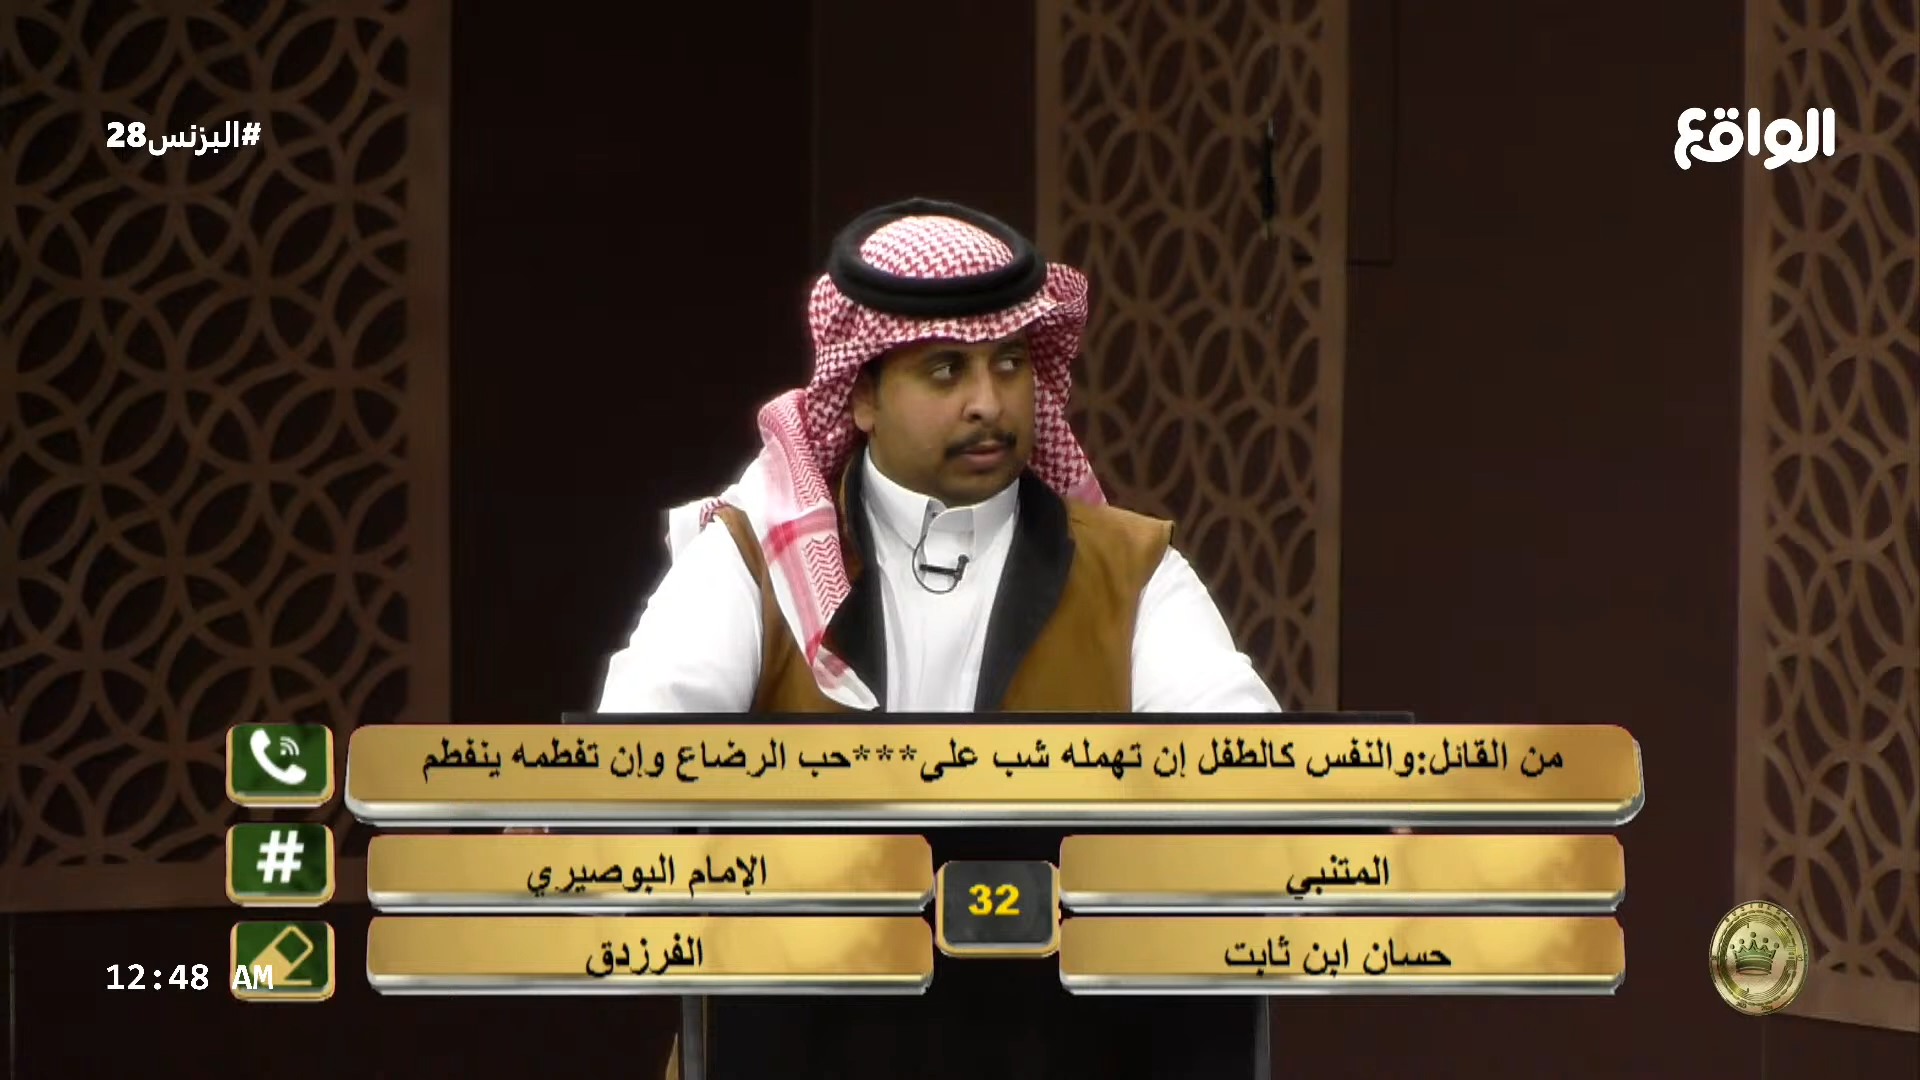 #البزنس28
الواقع
من القائل:والنفس كالطفل إن تهمله شب على***حب الرضاع وإن تفطمه ينفطم
#
المتنبي
الإمام البوصيري
32
حسان ابن ثابت
الفرزدق
12:48 AM